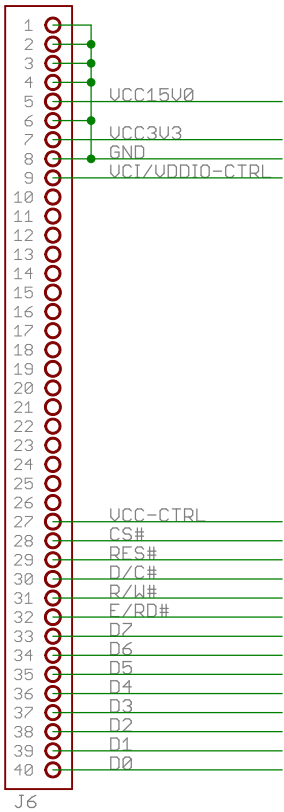 1
2
3
4
5 VCC15V0
6
7 VCC3V3
8 GND
9 VCI/VDDIO-CTRL
10
11
12
13
14
15
16
17
18
19
20
21
22
23
24
25
26
27 VCC-CTRL
28 CS#
29 RES#
30 D/C#
31 R/W#
32 E/RD#
33 D7
34 D6
35 D5
36 D4
37 D3
38 D2
39 D1
40 D0
J6